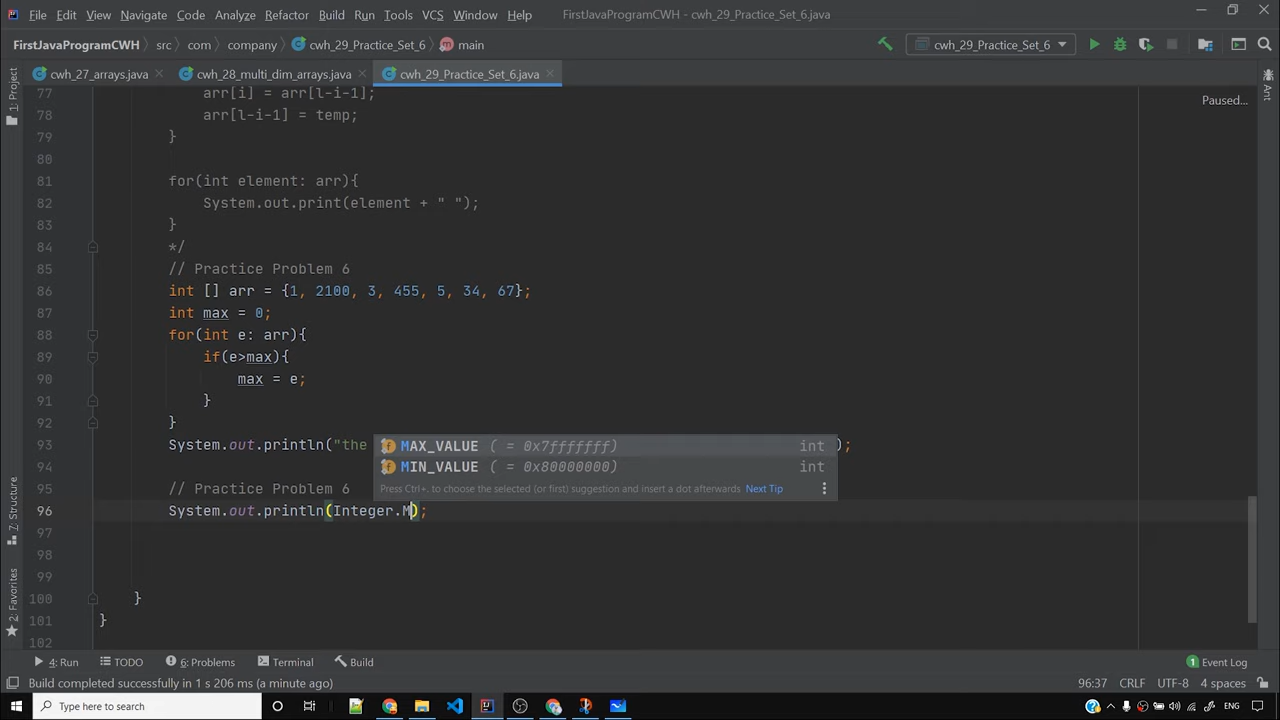 File Edit View Navigate Code Analyze Refactor Build Run Tools VCS Window Help FirstJavaProgramCWH - cwh_29_Practice_Set_6.java
FirstJavaProgramCWH src com company cwh_29_Practice_Set_6 main cwh_29_Practice_Set_6
cwh_27_arrays.java cwh_28_multi_dim_arrays.java cwh_29_Practice_Set_6.java
1: Project
Ant
Paused...
77 arr[i] = arr[l-i-1];
78 arr[l-i-1] = temp;
79 }
80
81 for(int element: arr){
82 System.out.print(element + " ");
83 }
84 */
85 // Practice Problem 6
86 int [] arr = {1, 2100, 3, 455, 5, 34, 67};
87 int max = 0;
88 for(int e: arr){
89 if(e>max){
90 max = e;
91 }
92 }
93 System.out.println("the );
MAX_VALUE ( = 0x7fffffff) int
94
MIN_VALUE ( = 0x80000000) int
95 // Practice Problem 6
Press Ctrl+. to choose the selected (or first) suggestion and insert a dot afterwards Next Tip
96 System.out.println(Integer.M);
97
98
99
100 }
101 }
102
Z: Structure
2: Favorites
4: Run TODO 6: Problems Terminal Build 1 Event Log
Build completed successfully in 1 s 206 ms (a minute ago) 96:37 CRLF UTF-8 4 spaces
Type here to search ENG